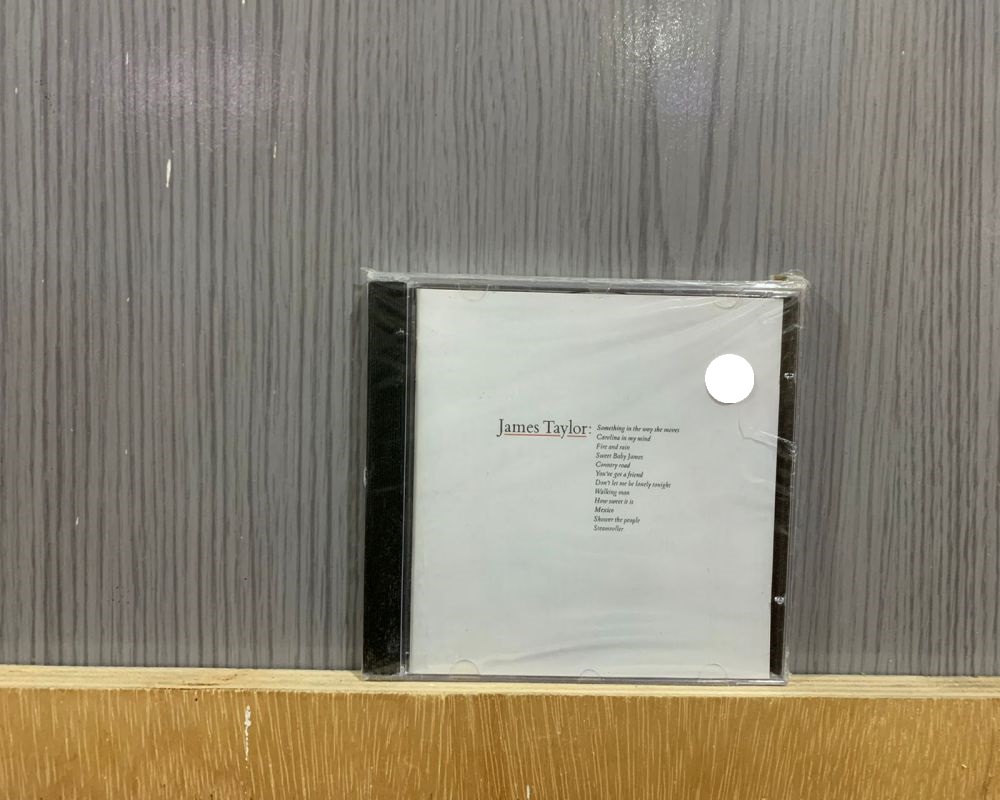 James Taylor: Something in the way she moves
Carolina in my mind
Fire and rain
Sweet Baby James
Country road
You've got a friend
Don't let me be lonely tonight
Walking man
How sweet it is
Mexico
Shower the people
Steamroller